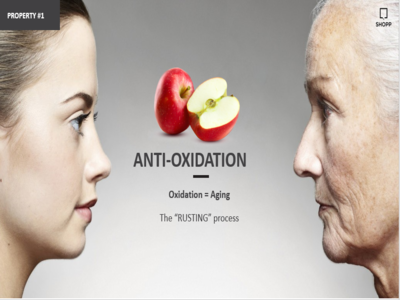 PROPERTY #1
SHOPP
ANTI-OXIDATION
Oxidation = Aging
The “RUSTING” process